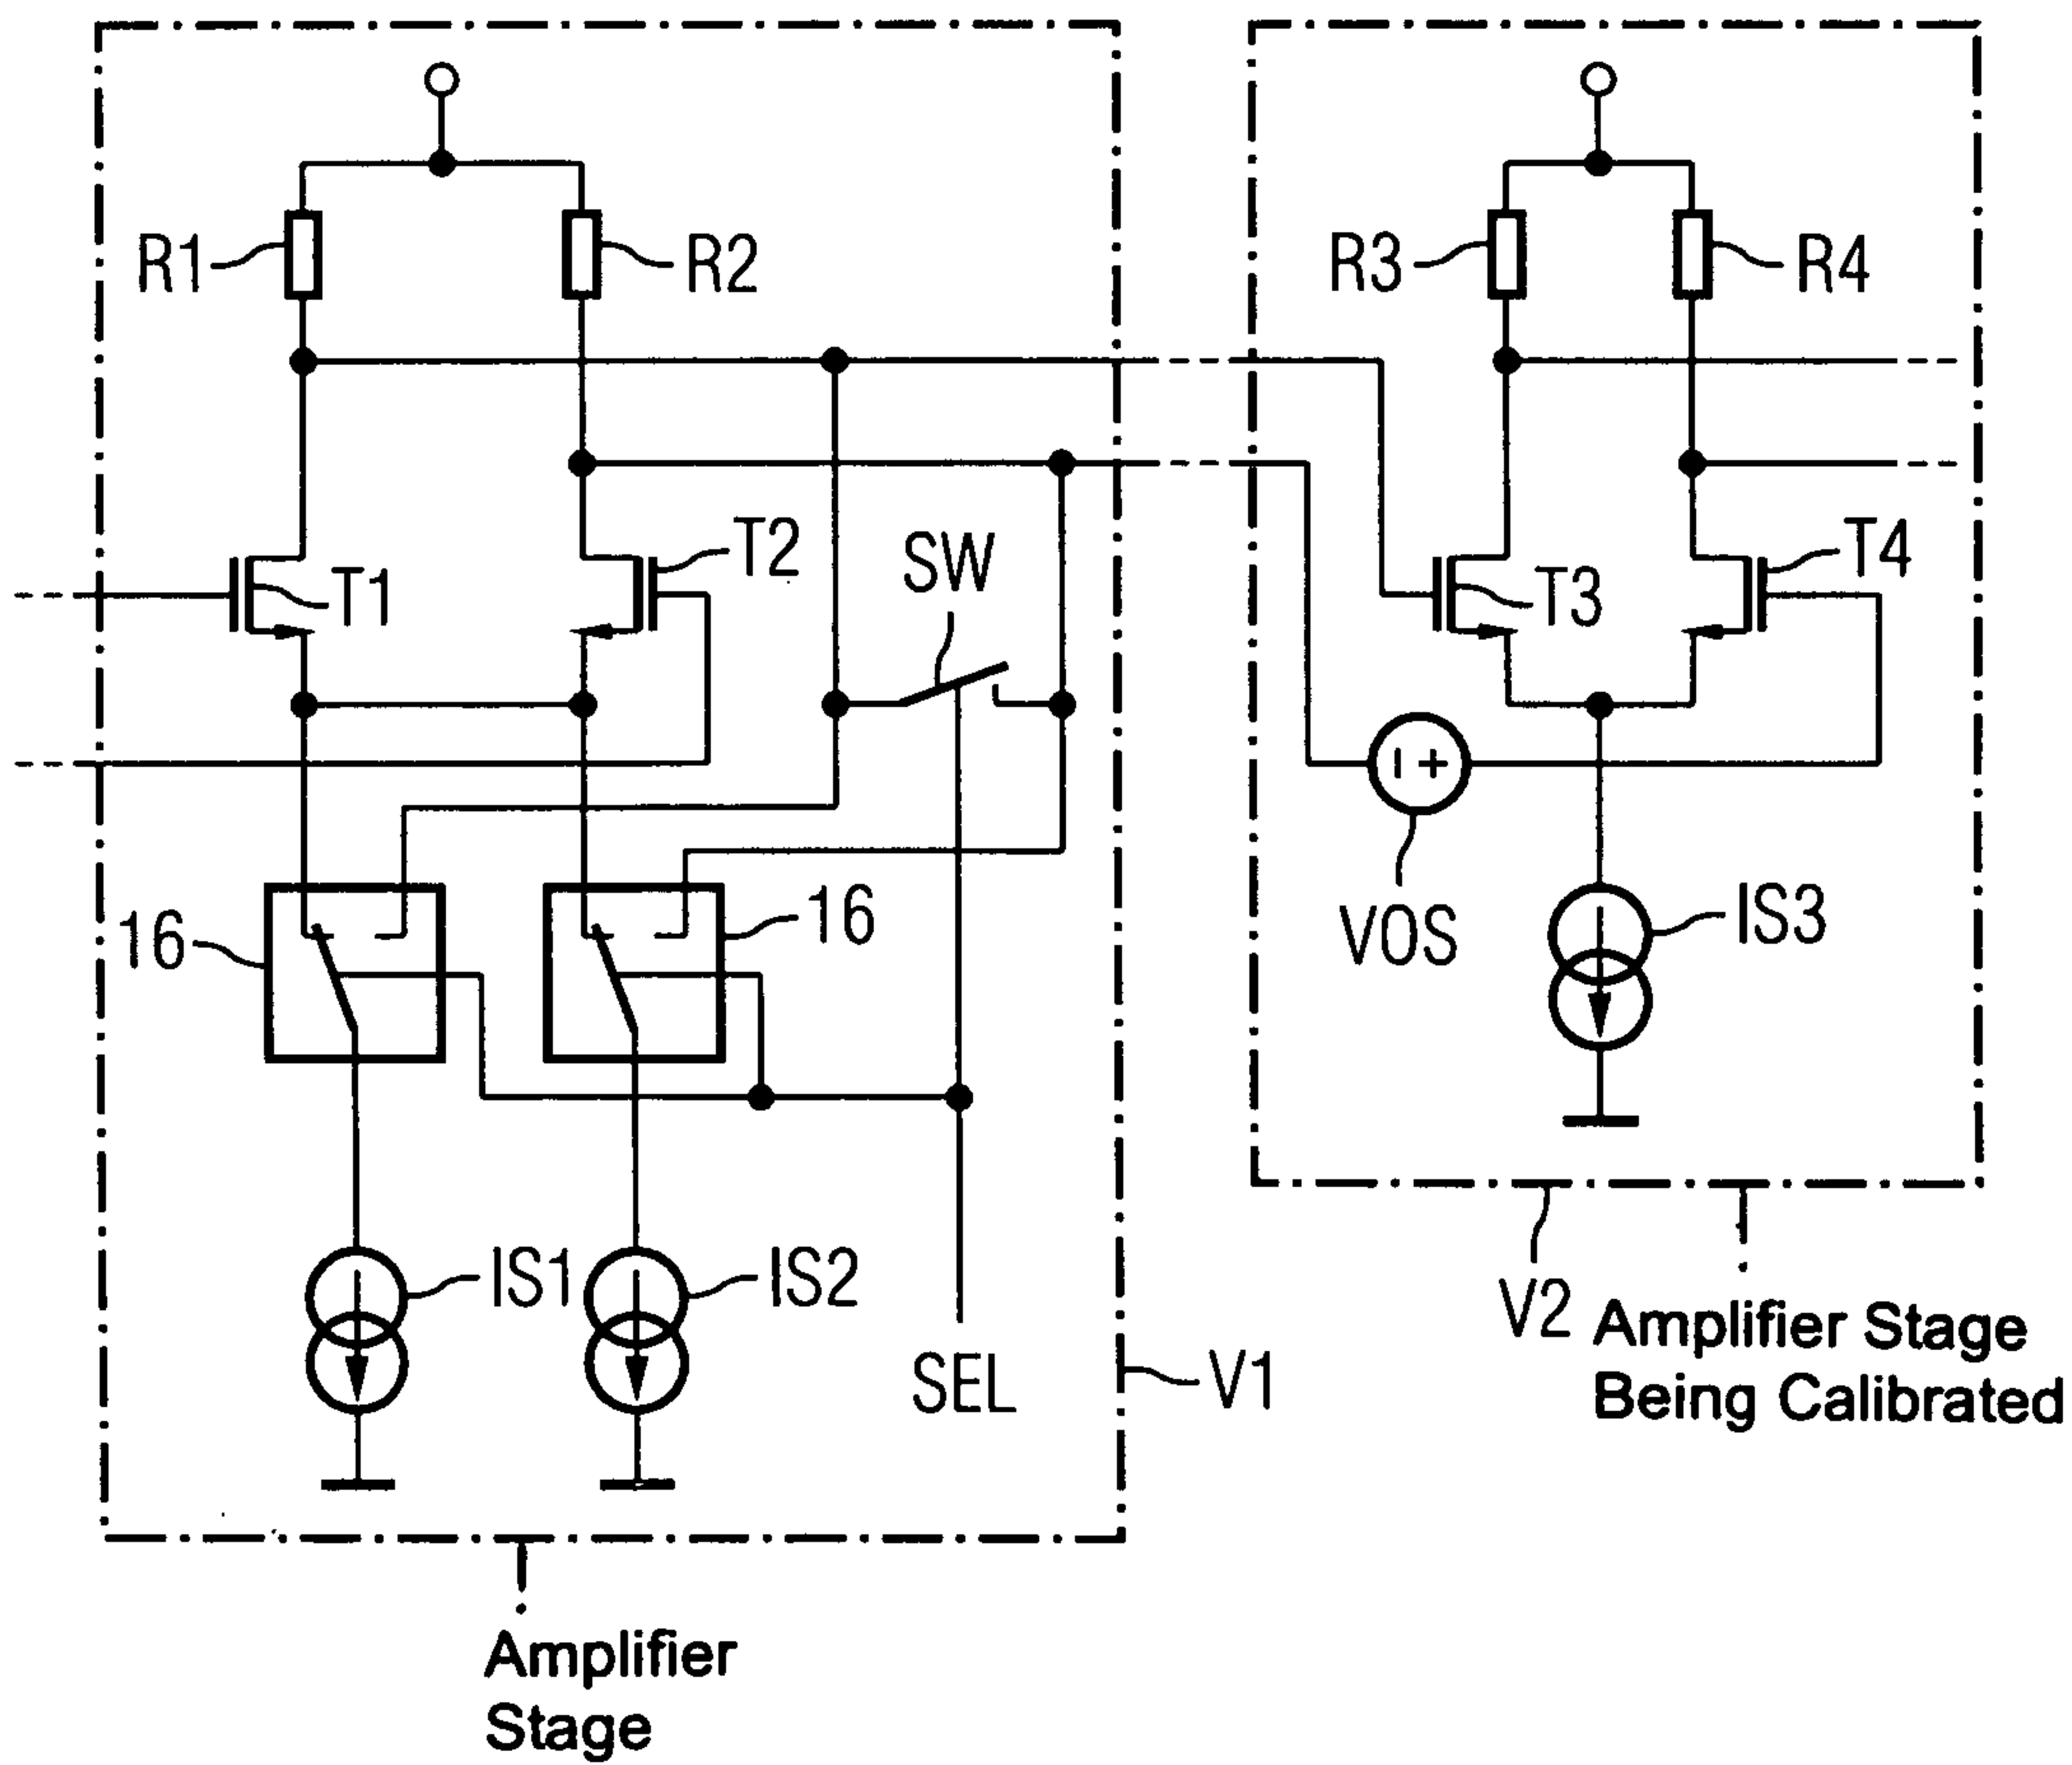 R1
R2
R3
R4
T1
T2
SW
T3
T4
16
16
VOS
IS3
IS1
IS2
SEL
V1
V2
Amplifier Stage
Being Calibrated
Amplifier
Stage